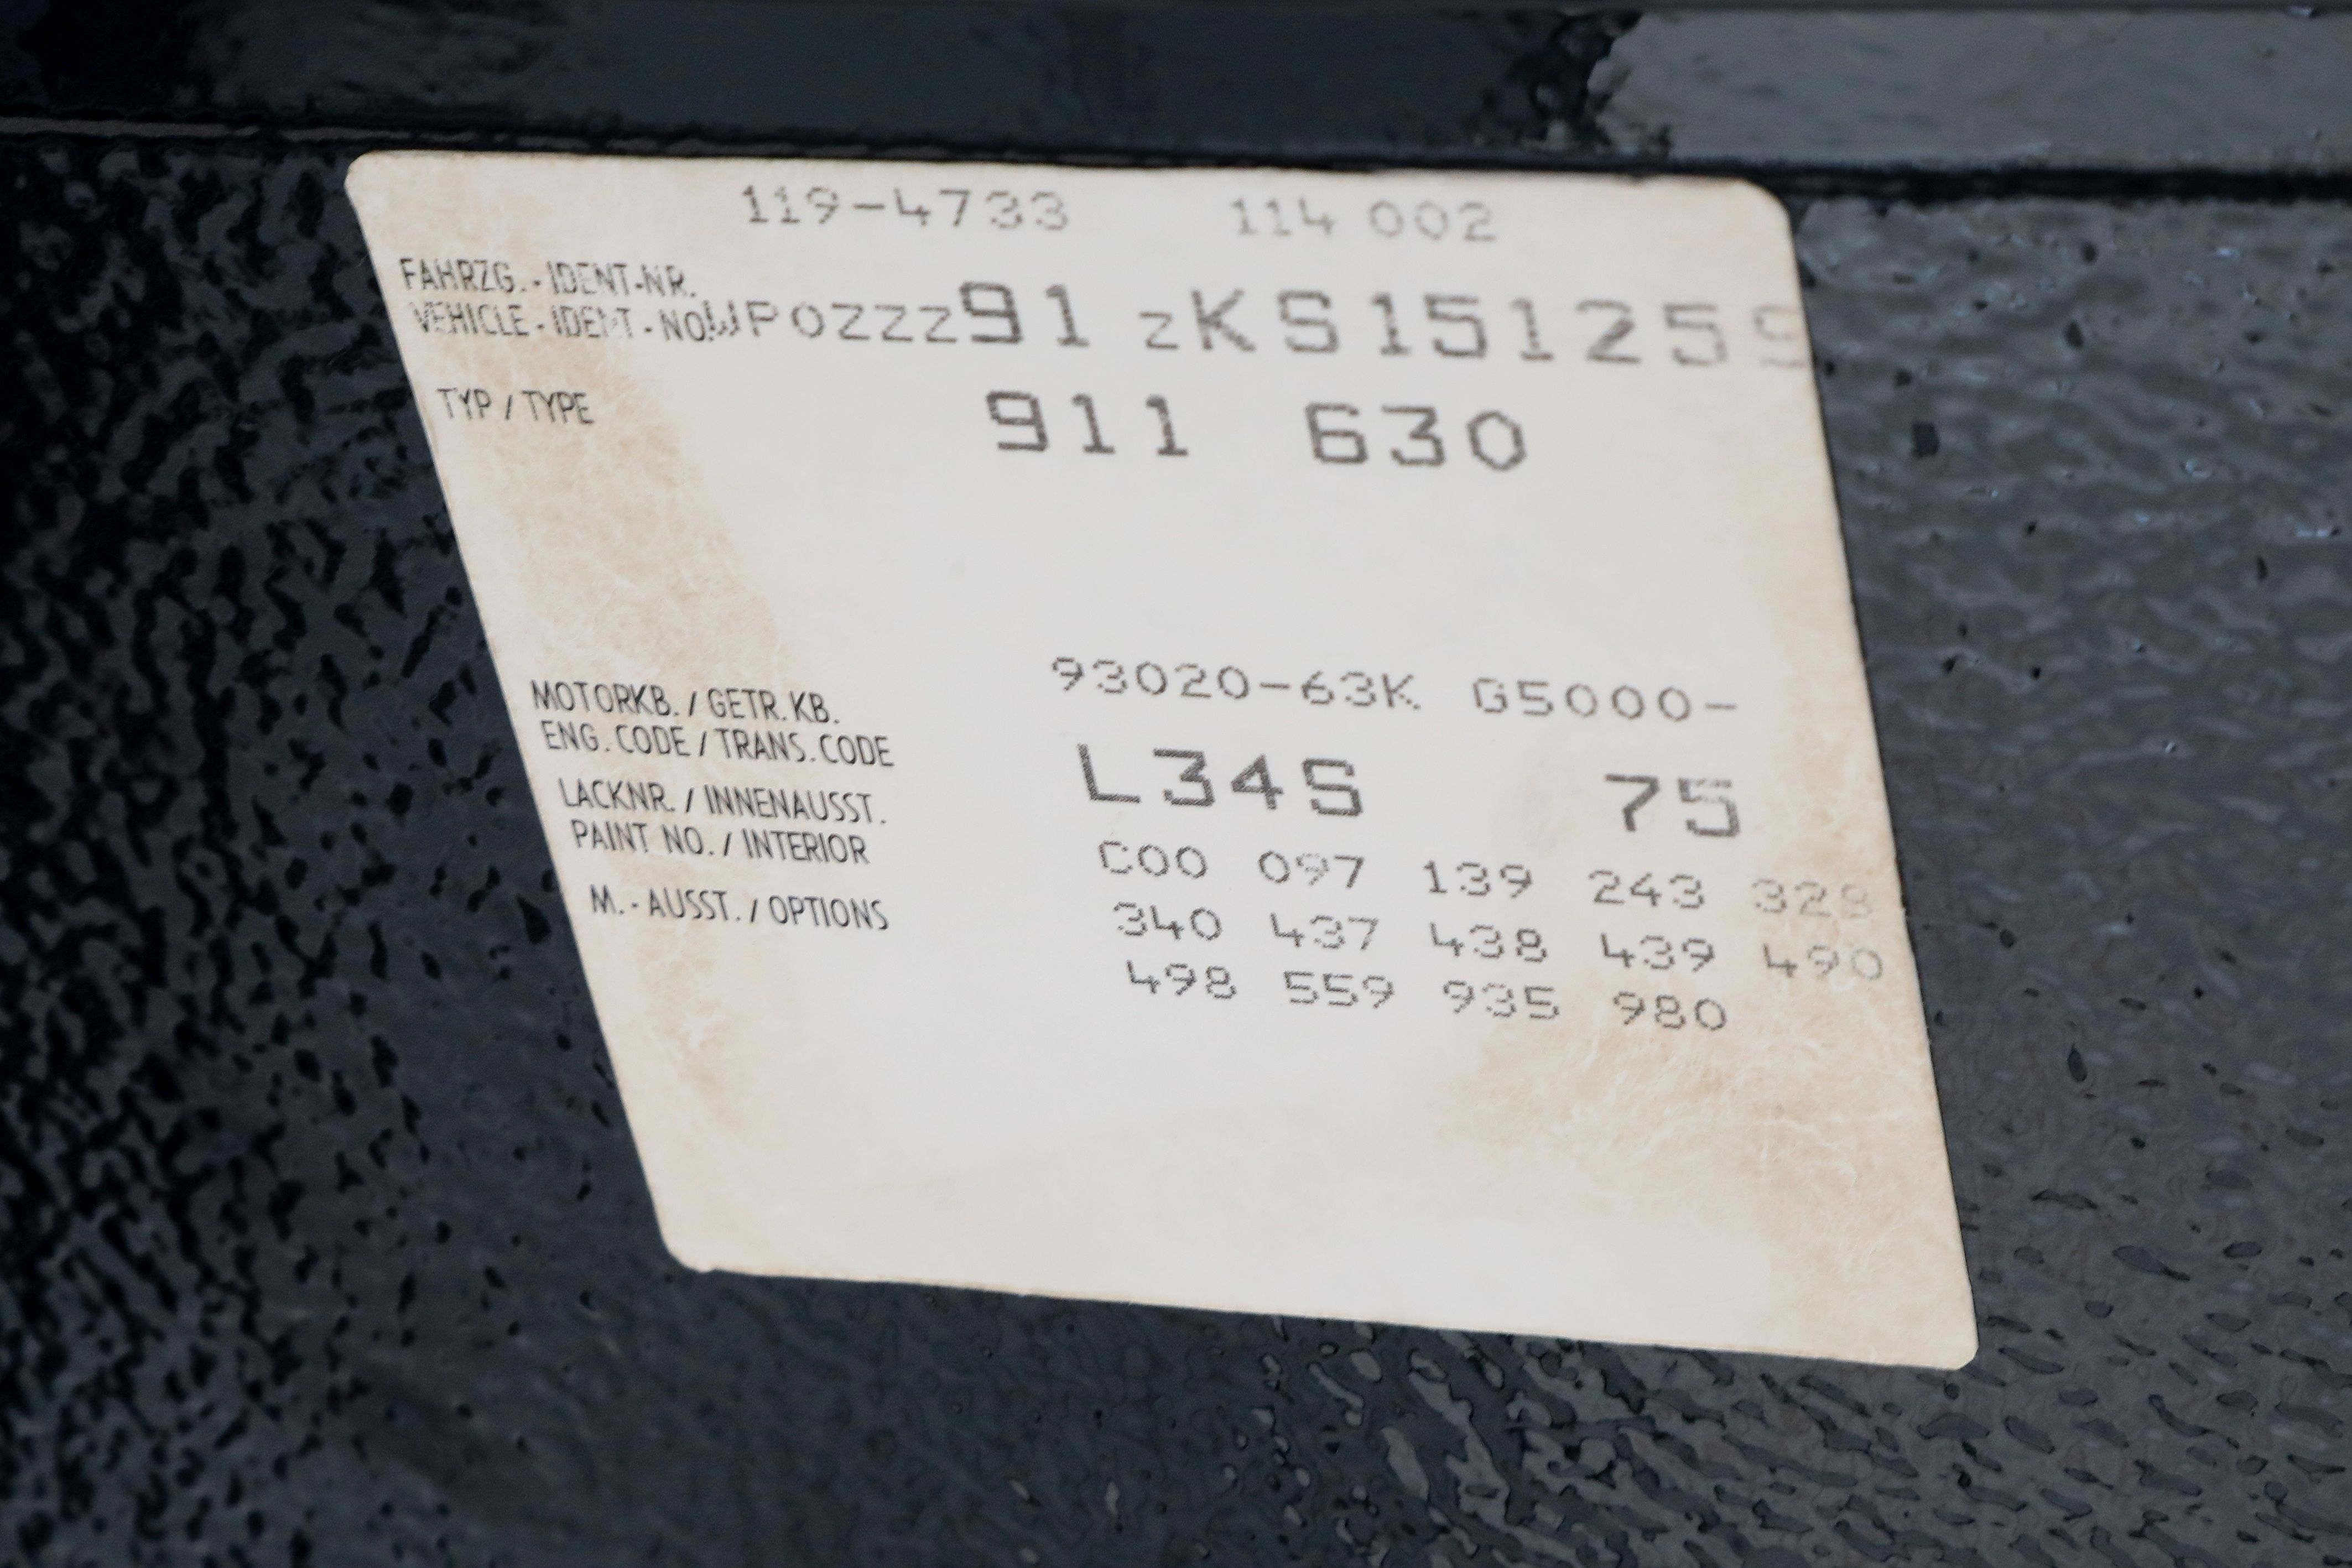 119-4733 114 002
FAHRZG.-IDENT-NR.
VEHICLE-IDENT-NO. WP0ZZZ91ZKS151259
TYP / TYPE 911 630
MOTORKB. / GETR.KB. 93020-63K G5000-
ENG. CODE / TRANS. CODE
LACKNR. / INNENAUSST. L34S 75
PAINT NO. / INTERIOR
M.-AUSST. / OPTIONS C00 097 139 243 328
340 437 438 439 490
498 559 935 980